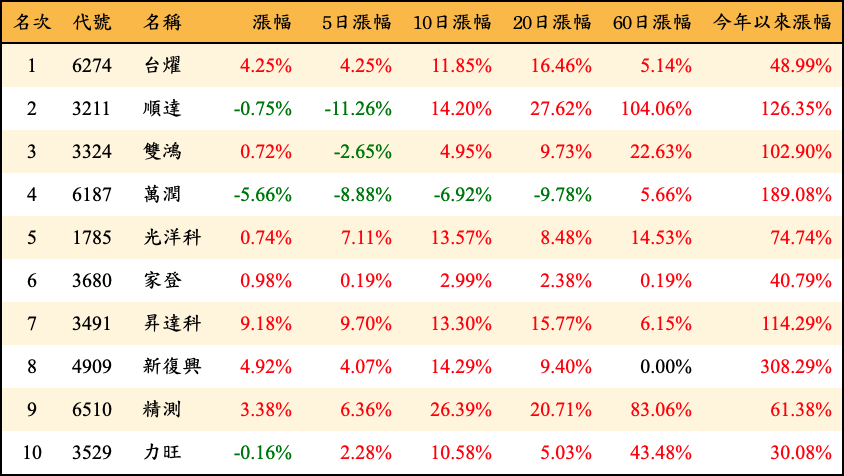 名次 代號 名稱 漲幅 5日漲幅 10日漲幅 20日漲幅 60日漲幅 今年以來漲幅
1 6274 台燿 4.25% 4.25% 11.85% 16.46% 5.14% 48.99%
2 3211 順達 -0.75% -11.26% 14.20% 27.62% 104.06% 126.35%
3 3324 雙鴻 0.72% -2.65% 4.95% 9.73% 22.63% 102.90%
4 6187 萬潤 -5.66% -8.88% -6.92% -9.78% 5.66% 189.08%
5 1785 光洋科 0.74% 7.11% 13.57% 8.48% 14.53% 74.74%
6 3680 家登 0.98% 0.19% 2.99% 2.38% 0.19% 40.79%
7 3491 昇達科 9.18% 9.70% 13.30% 15.77% 6.15% 114.29%
8 4909 新復興 4.92% 4.07% 14.29% 9.40% 0.00% 308.29%
9 6510 精測 3.38% 6.36% 26.39% 20.71% 83.06% 61.38%
10 3529 力旺 -0.16% 2.28% 10.58% 5.03% 43.48% 30.08%